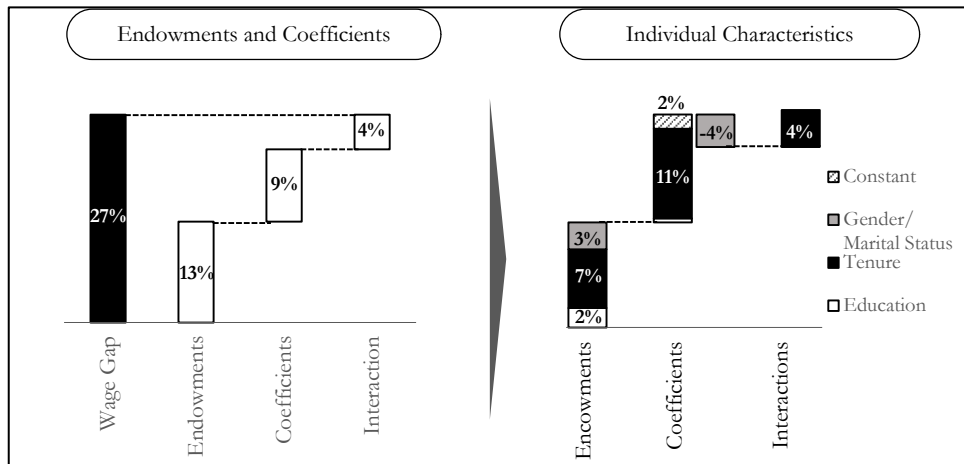 Endowments and Coefficients
27%
13%
9%
4%
Wage Gap
Endowments
Coefficients
Interaction
Individual Characteristics
2%
-4%
4%
11%
3%
7%
2%
Constant
Gender/
Marital Status
Tenure
Education
Encowments
Coefficients
Interactions